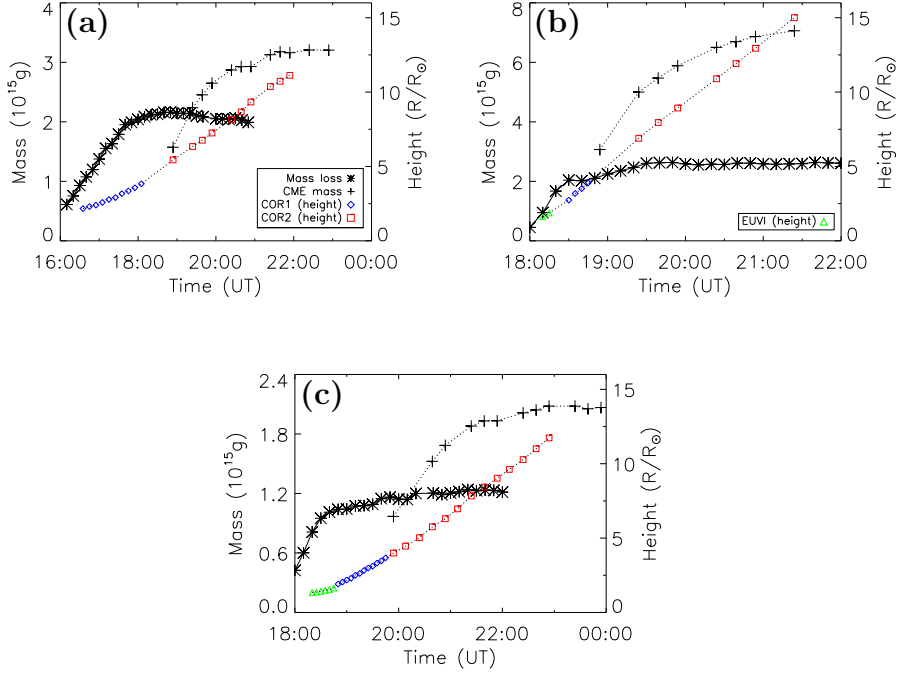 (a)
4
3
2
1
0
Mass (10¹⁵g)
15
10
5
0
Height (R/R☉)
Mass loss
CME mass
COR1 (height)
COR2 (height)
16:00 18:00 20:00 22:00 00:00
Time (UT)
(b)
8
6
4
2
0
Mass (10¹⁵g)
15
10
5
0
Height (R/R☉)
EUVI (height)
18:00 19:00 20:00 21:00 22:00
Time (UT)
(c)
2.4
1.8
1.2
0.6
0.0
Mass (10¹⁵g)
15
10
5
0
Height (R/R☉)
18:00 20:00 22:00 00:00
Time (UT)